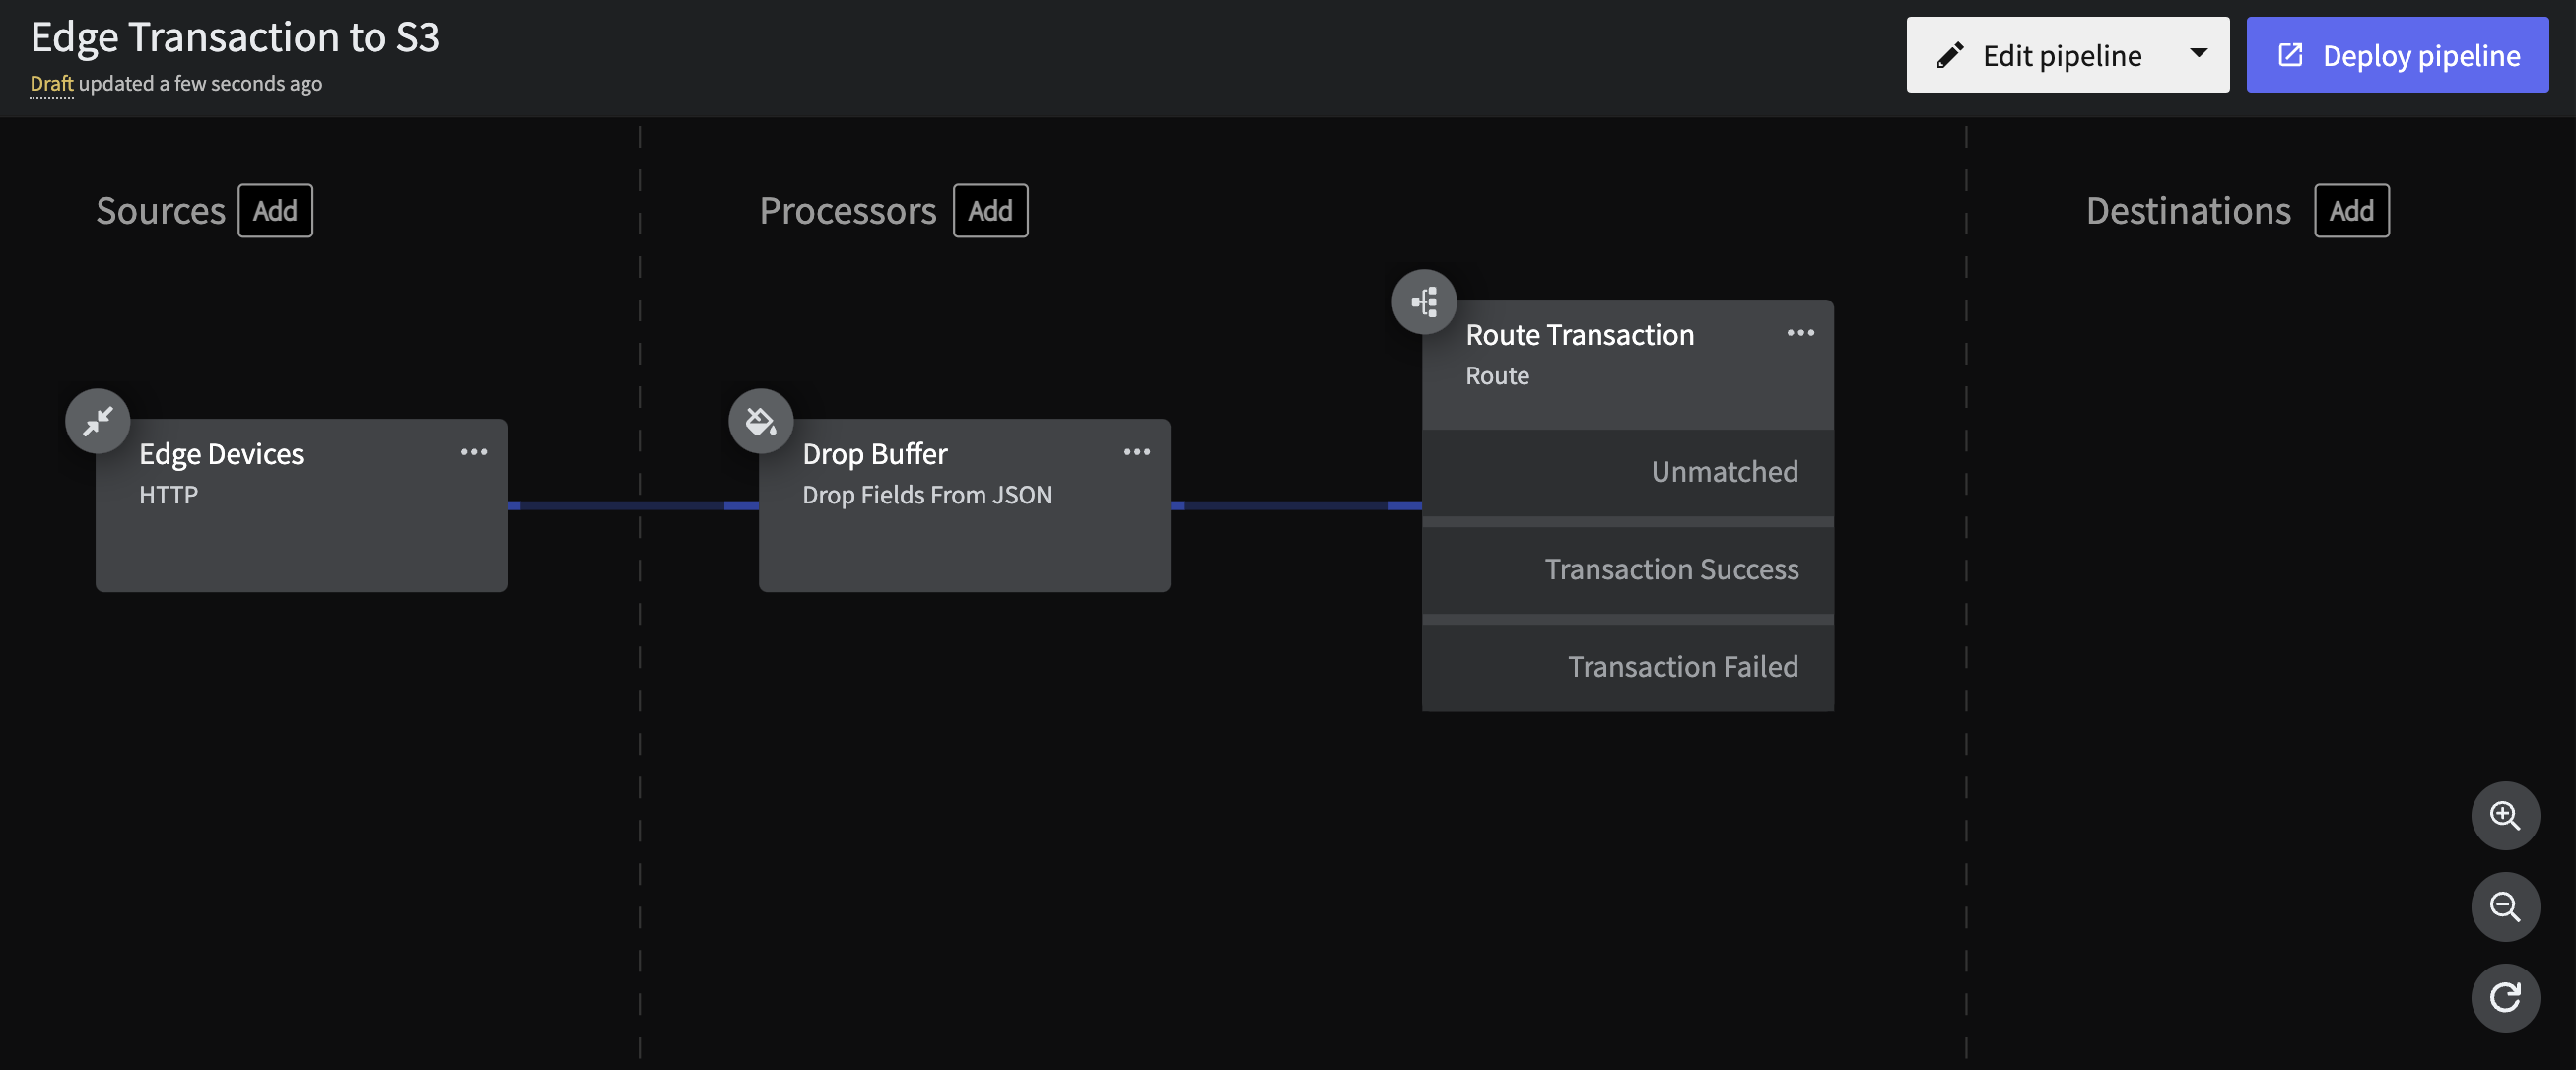 Edge Transaction to S3
Draft updated a few seconds ago
Edit pipeline
Deploy pipeline
Sources Add
Processors Add
Destinations Add
Edge Devices
HTTP
Drop Buffer
Drop Fields From JSON
Route Transaction
Route
Unmatched
Transaction Success
Transaction Failed